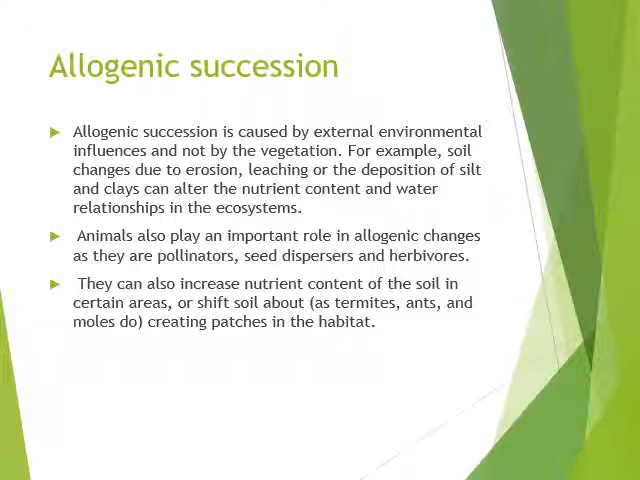 Allogenic succession
Allogenic succession is caused by external environmental
influences and not by the vegetation. For example, soil
changes due to erosion, leaching or the deposition of silt
and clays can alter the nutrient content and water
relationships in the ecosystems.
Animals also play an important role in allogenic changes
as they are pollinators, seed dispersers and herbivores.
They can also increase nutrient content of the soil in
certain areas, or shift soil about (as termites, ants, and
moles do) creating patches in the habitat.